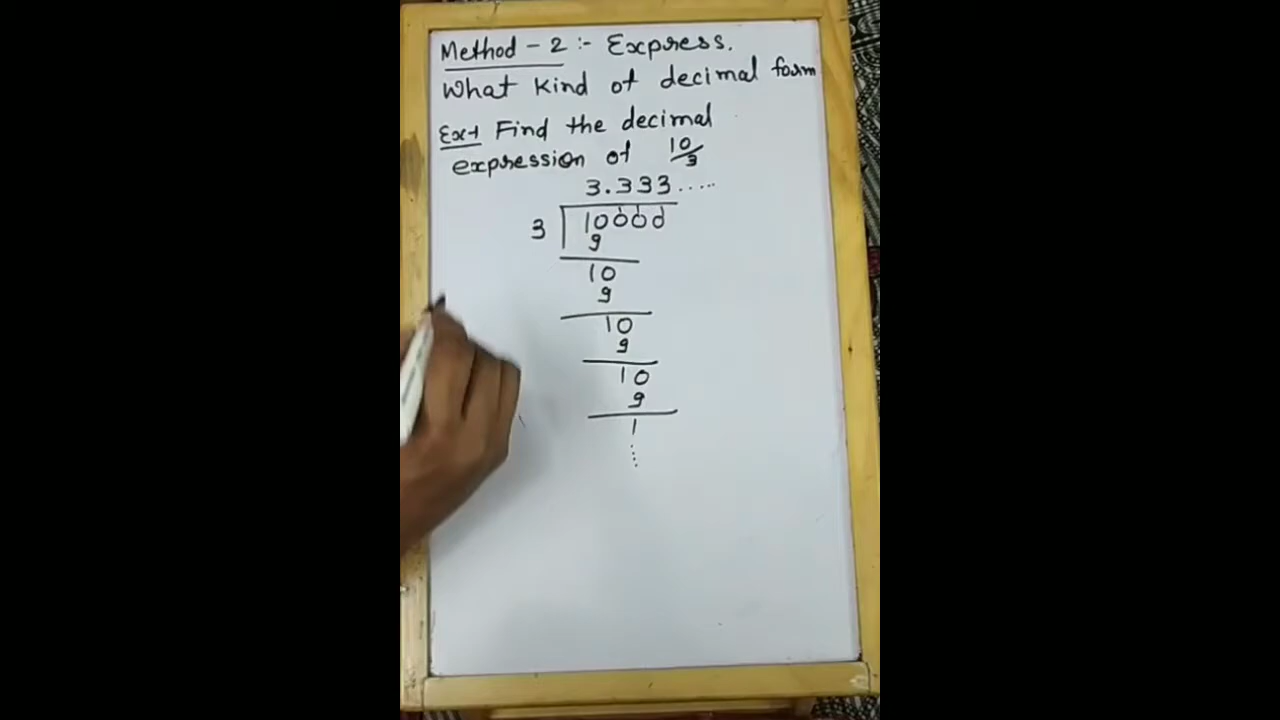 Method - 2 :- Express.
What kind of decimal form
Ex-1 Find the decimal
expression of 10/3
3.333.....
3 10000
9
10
9
10
9
10
9
1